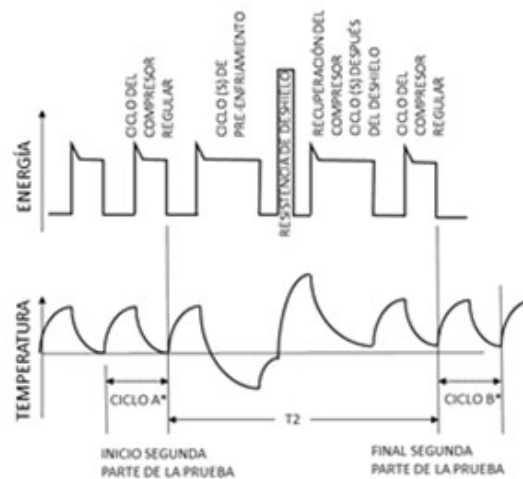 CICLO DEL
COMPRESOR
REGULAR
CICLO (S) DE
PRE-ENFRIAMIENTO
RESISTENCIA DE DESHIELO
RECUPERACIÓN DEL
COMPRESOR
CICLO (S) DESPUÉS
DEL DESHIELO
CICLO DEL
COMPRESOR
REGULAR
ENERGÍA
TEMPERATURA
CICLO A*
T2
CICLO B*
INICIO SEGUNDA
PARTE DE LA PRUEBA
FINAL SEGUNDA
PARTE DE LA PRUEBA